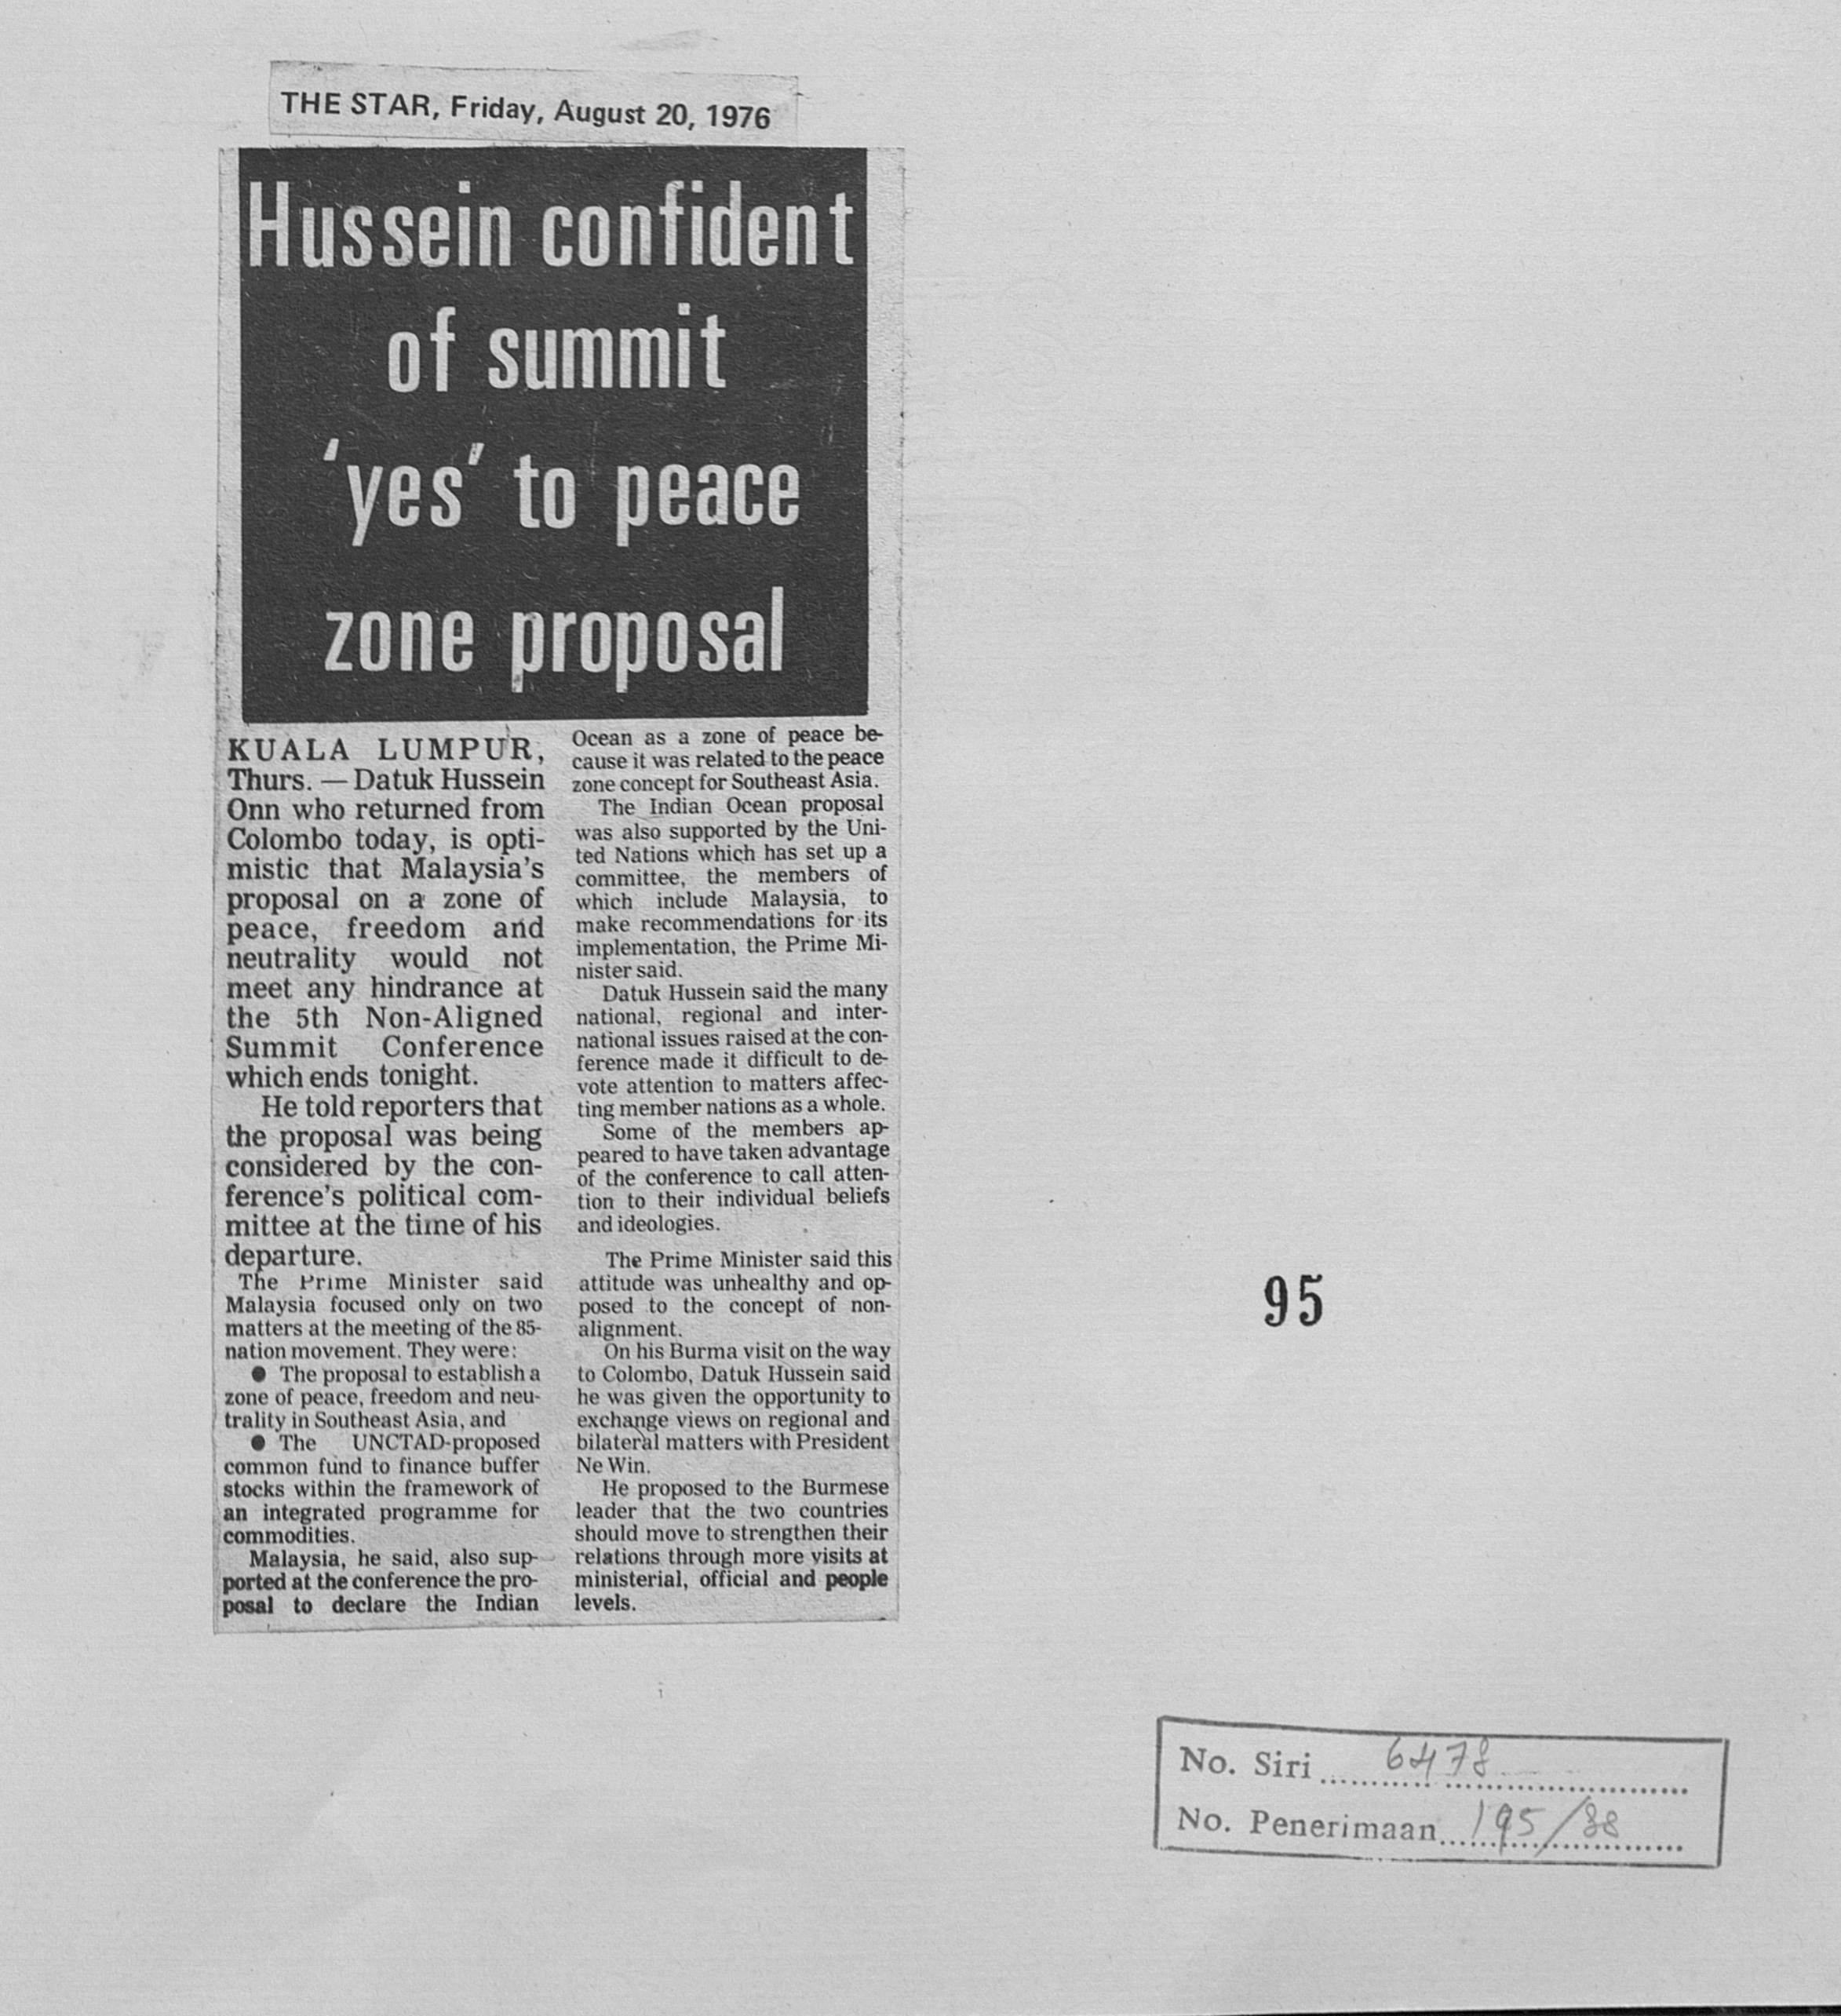 THE STAR, Friday, August 20, 1976
Hussein confident
of summit
‘yes’ to peace
zone proposal
KUALA LUMPUR,
Thurs. — Datuk Hussein
Onn who returned from
Colombo today, is opti-
mistic that Malaysia’s
proposal on a zone of
peace, freedom and
neutrality would not
meet any hindrance at
the 5th Non-Aligned
Summit Conference
which ends tonight.
He told reporters that
the proposal was being
considered by the con-
ference’s political com-
mittee at the time of his
departure.
The Prime Minister said
Malaysia focused only on two
matters at the meeting of the 85-
nation movement. They were:
● The proposal to establish a
zone of peace, freedom and neu-
trality in Southeast Asia, and
● The UNCTAD-proposed
common fund to finance buffer
stocks within the framework of
an integrated programme for
commodities.
Malaysia, he said, also sup-
ported at the conference the pro-
posal to declare the Indian
Ocean as a zone of peace be-
cause it was related to the peace
zone concept for Southeast Asia.
The Indian Ocean proposal
was also supported by the Uni-
ted Nations which has set up a
committee, the members of
which include Malaysia, to
make recommendations for its
implementation, the Prime Mi-
nister said.
Datuk Hussein said the many
national, regional and inter-
national issues raised at the con-
ference made it difficult to de-
vote attention to matters affec-
ting member nations as a whole.
Some of the members ap-
peared to have taken advantage
of the conference to call atten-
tion to their individual beliefs
and ideologies.
The Prime Minister said this
attitude was unhealthy and op-
posed to the concept of non-
alignment.
On his Burma visit on the way
to Colombo, Datuk Hussein said
he was given the opportunity to
exchange views on regional and
bilateral matters with President
Ne Win.
He proposed to the Burmese
leader that the two countries
should move to strengthen their
relations through more visits at
ministerial, official and people
levels.
95
No. Siri 6478
No. Penerimaan 195/88